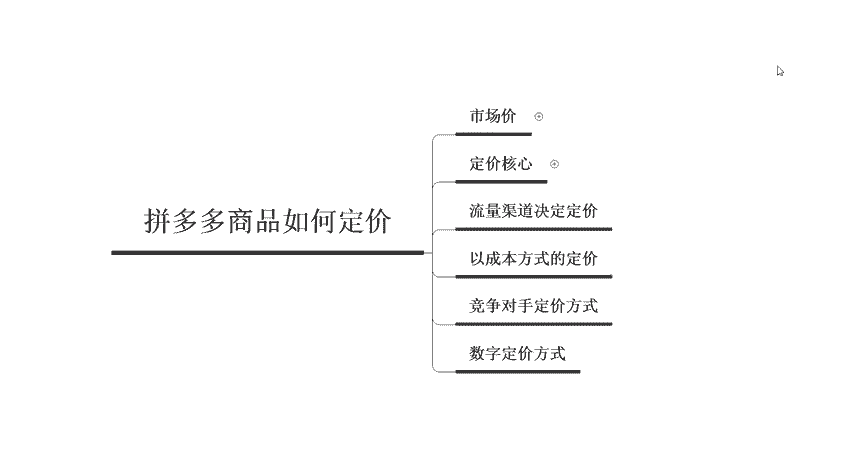 拼多多商品如何定价
市场价
定价核心
流量渠道决定定价
以成本方式的定价
竞争对手定价方式
数字定价方式